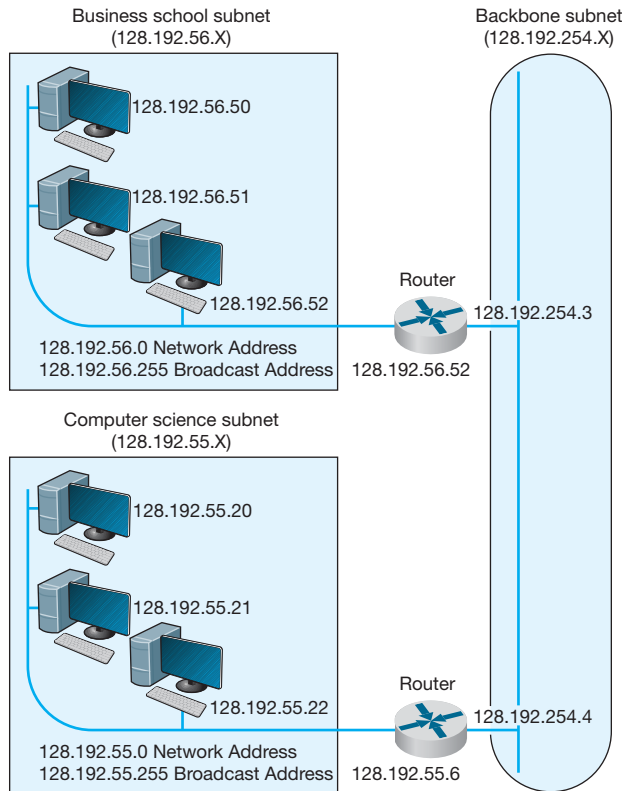 Business school subnet
(128.192.56.X)
Backbone subnet
(128.192.254.X)
128.192.56.50
128.192.56.51
128.192.56.52
Router
128.192.254.3
128.192.56.0 Network Address
128.192.56.255 Broadcast Address
128.192.56.52
Computer science subnet
(128.192.55.X)
128.192.55.20
128.192.55.21
128.192.55.22
Router
128.192.254.4
128.192.55.0 Network Address
128.192.55.255 Broadcast Address
128.192.55.6